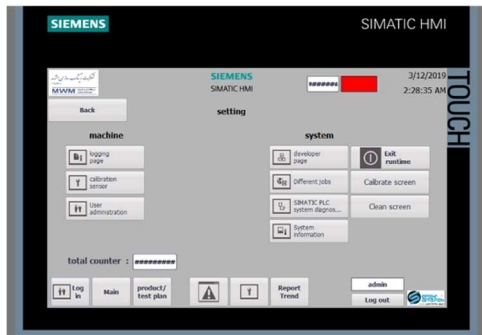 SIEMENS
SIMATIC HMI
TOUCH
MWM
SIEMENS
SIMATIC HMI
########
3/12/2019
2:28:35 AM
Back
setting
machine
system
logging
page
calibration
sensor
User
administration
developer
page
Exit
runtime
Different jobs
Calibrate screen
SIMATIC PLC
system diagnos...
Clean screen
System
information
total counter :
#########
Log
in
Main
product/
test plan
Report
Trend
admin
Log out